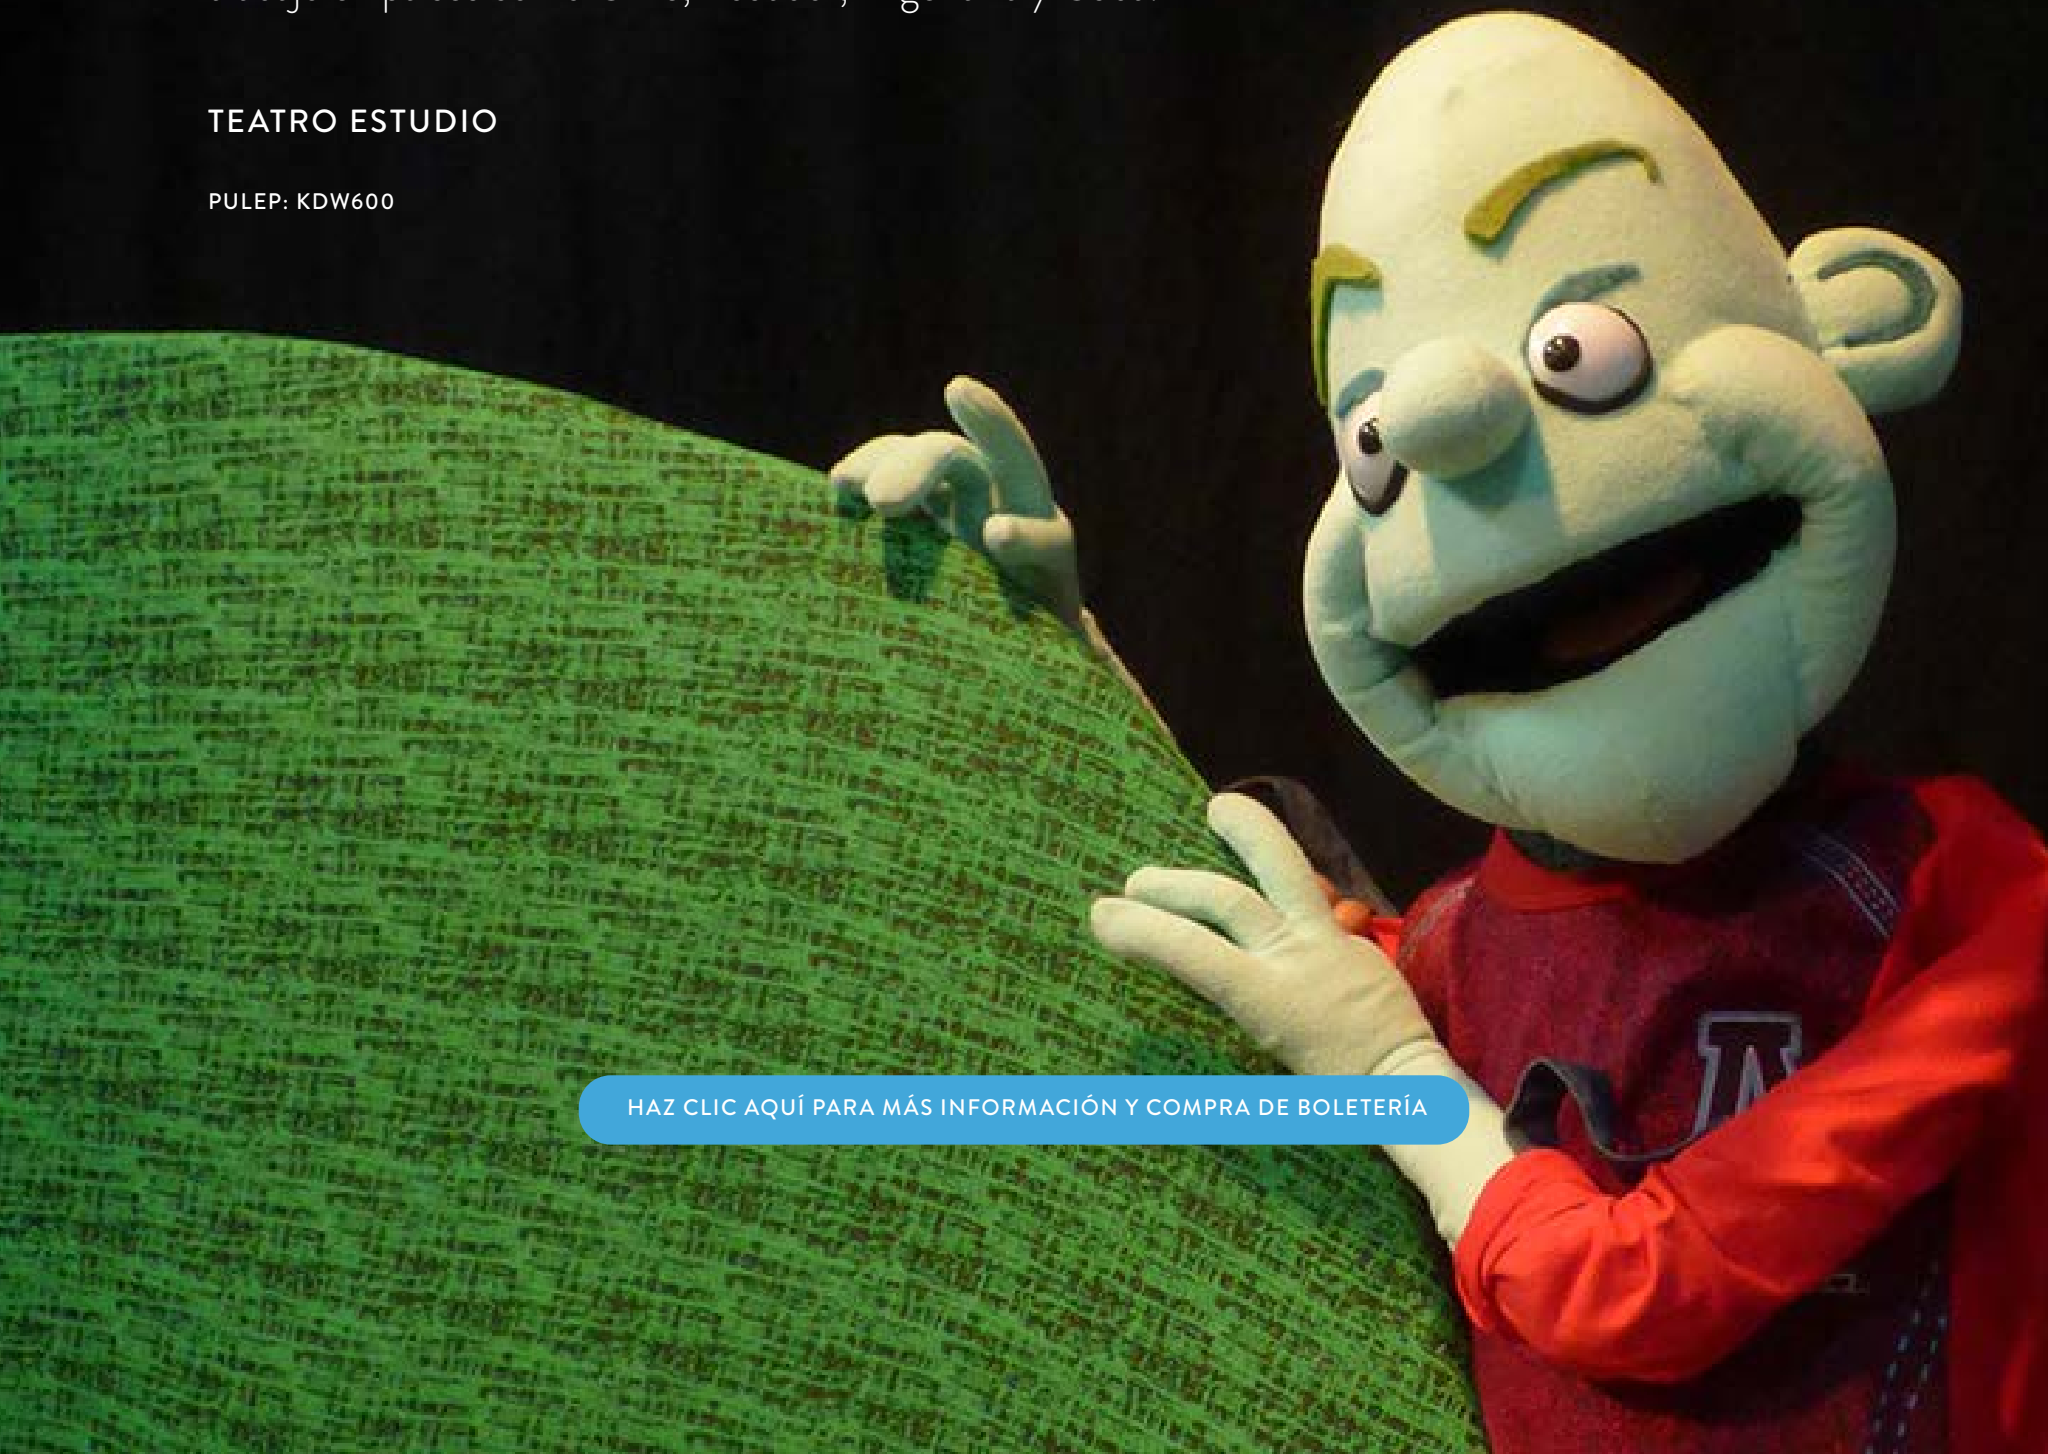 TEATRO ESTUDIO
PULEP: KDW600
HAZ CLIC AQUÍ PARA MÁS INFORMACIÓN Y COMPRA DE BOLETERÍA
A